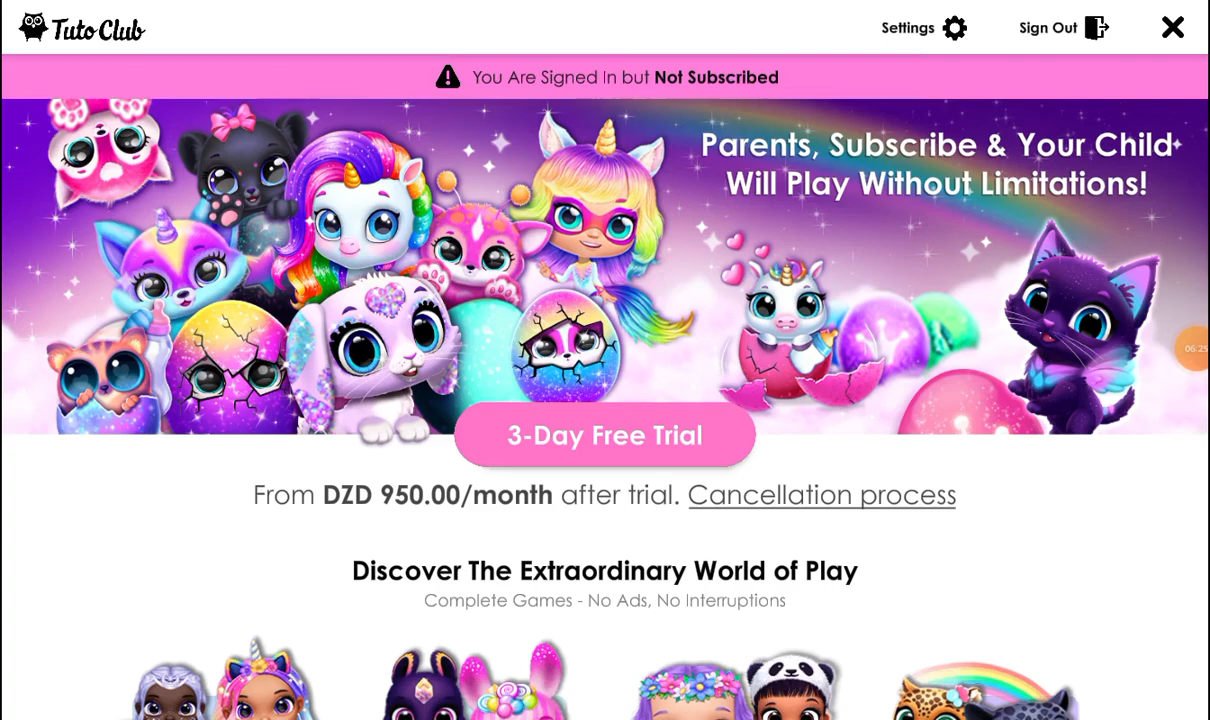 Tuto Club
Settings
Sign Out
You Are Signed In but Not Subscribed
Parents, Subscribe & Your Child
Will Play Without Limitations!
06:25
3-Day Free Trial
From DZD 950.00/month after trial. Cancellation process
Discover The Extraordinary World of Play
Complete Games - No Ads, No Interruptions